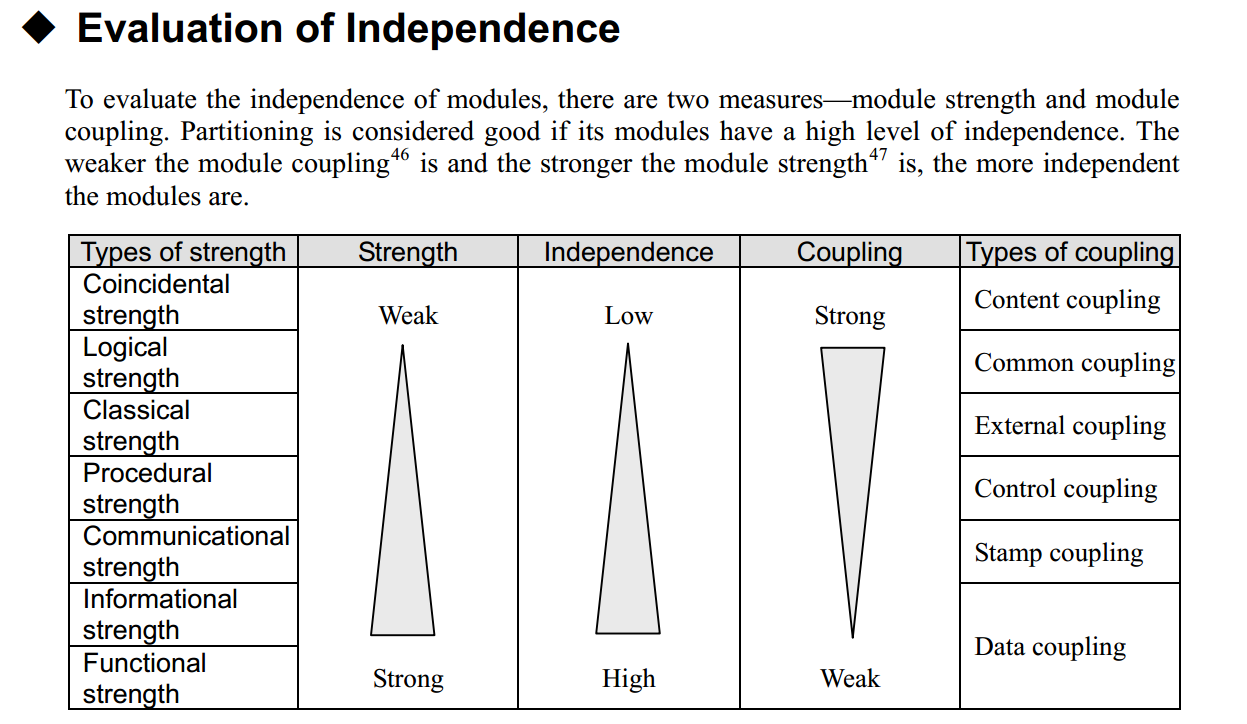 ◆ Evaluation of Independence
To evaluate the independence of modules, there are two measures—module strength and module
coupling. Partitioning is considered good if its modules have a high level of independence. The
weaker the module coupling46 is and the stronger the module strength47 is, the more independent
the modules are.
Types of strength Strength Independence Coupling Types of coupling
Coincidental
strength
Weak Low Strong
Content coupling
Logical
strength
Common coupling
Classical
strength
External coupling
Procedural
strength
Control coupling
Communicational
strength
Stamp coupling
Informational
strength
Data coupling
Functional
strength
Strong High Weak